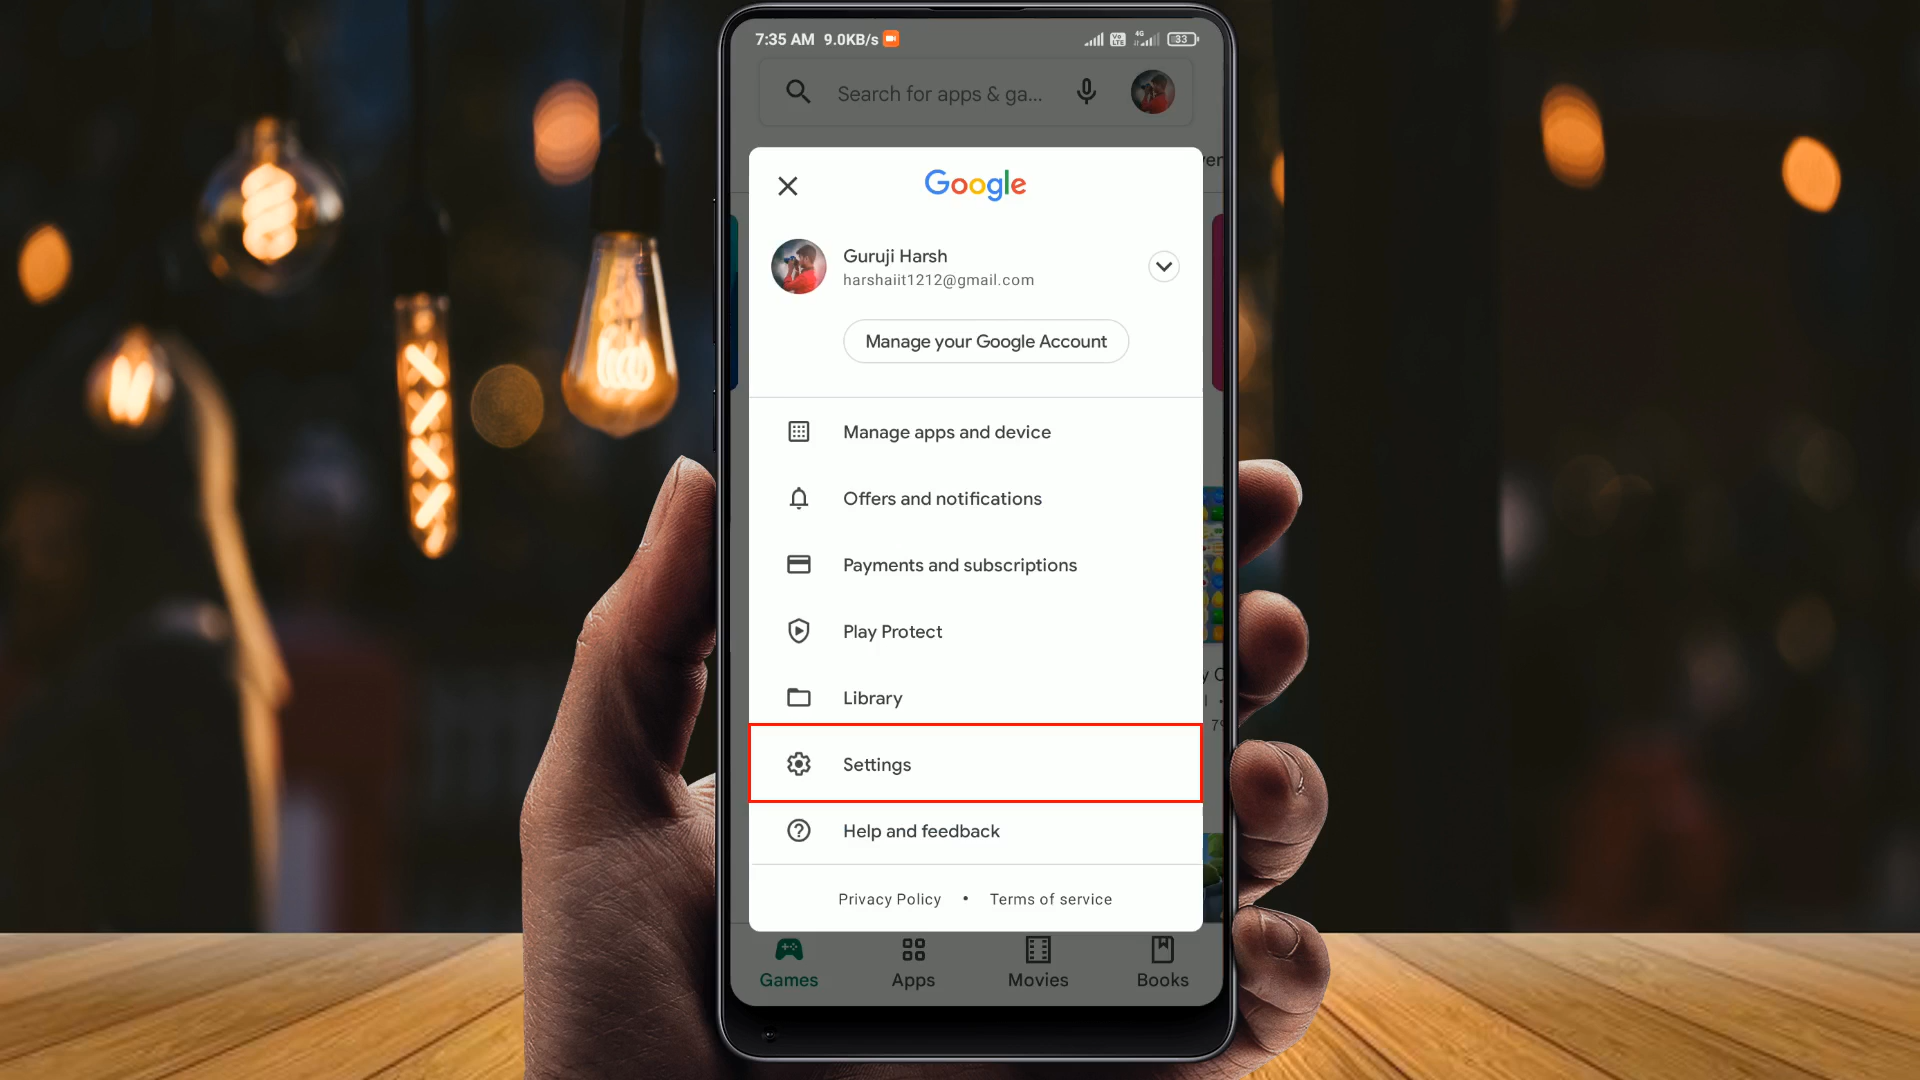 7:35 AM 9.0KB/s 4G 33
Search for apps & ga...
Google
Guruji Harsh
harshaiit1212@gmail.com
Manage your Google Account
Manage apps and device
Offers and notifications
Payments and subscriptions
Play Protect
Library
Settings
Help and feedback
Privacy Policy • Terms of service
Games Apps Movies Books